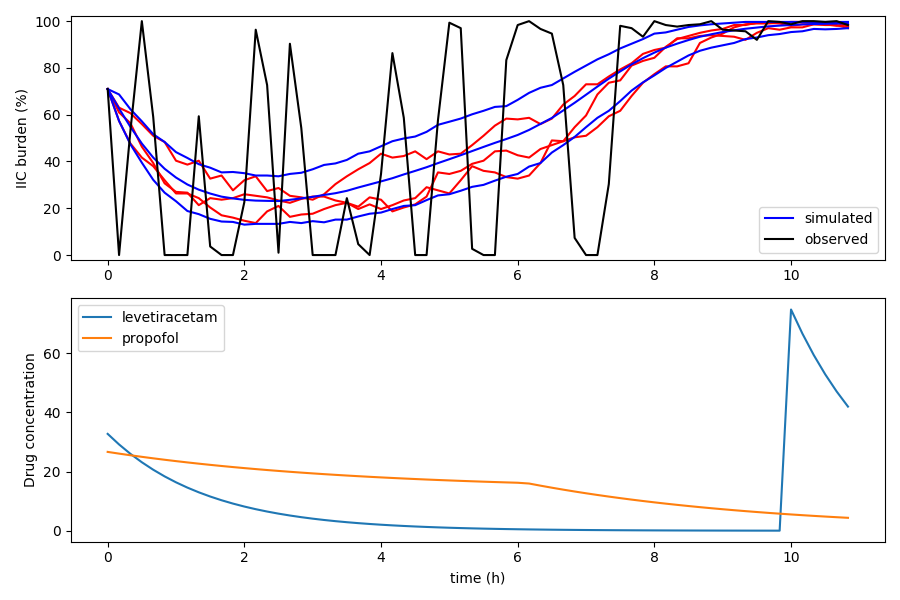 100
80
60
40
20
0
IIC burden (%)
simulated
observed
0 2 4 6 8 10
levetiracetam
propofol
60
40
20
0
Drug concentration
0 2 4 6 8 10
time (h)